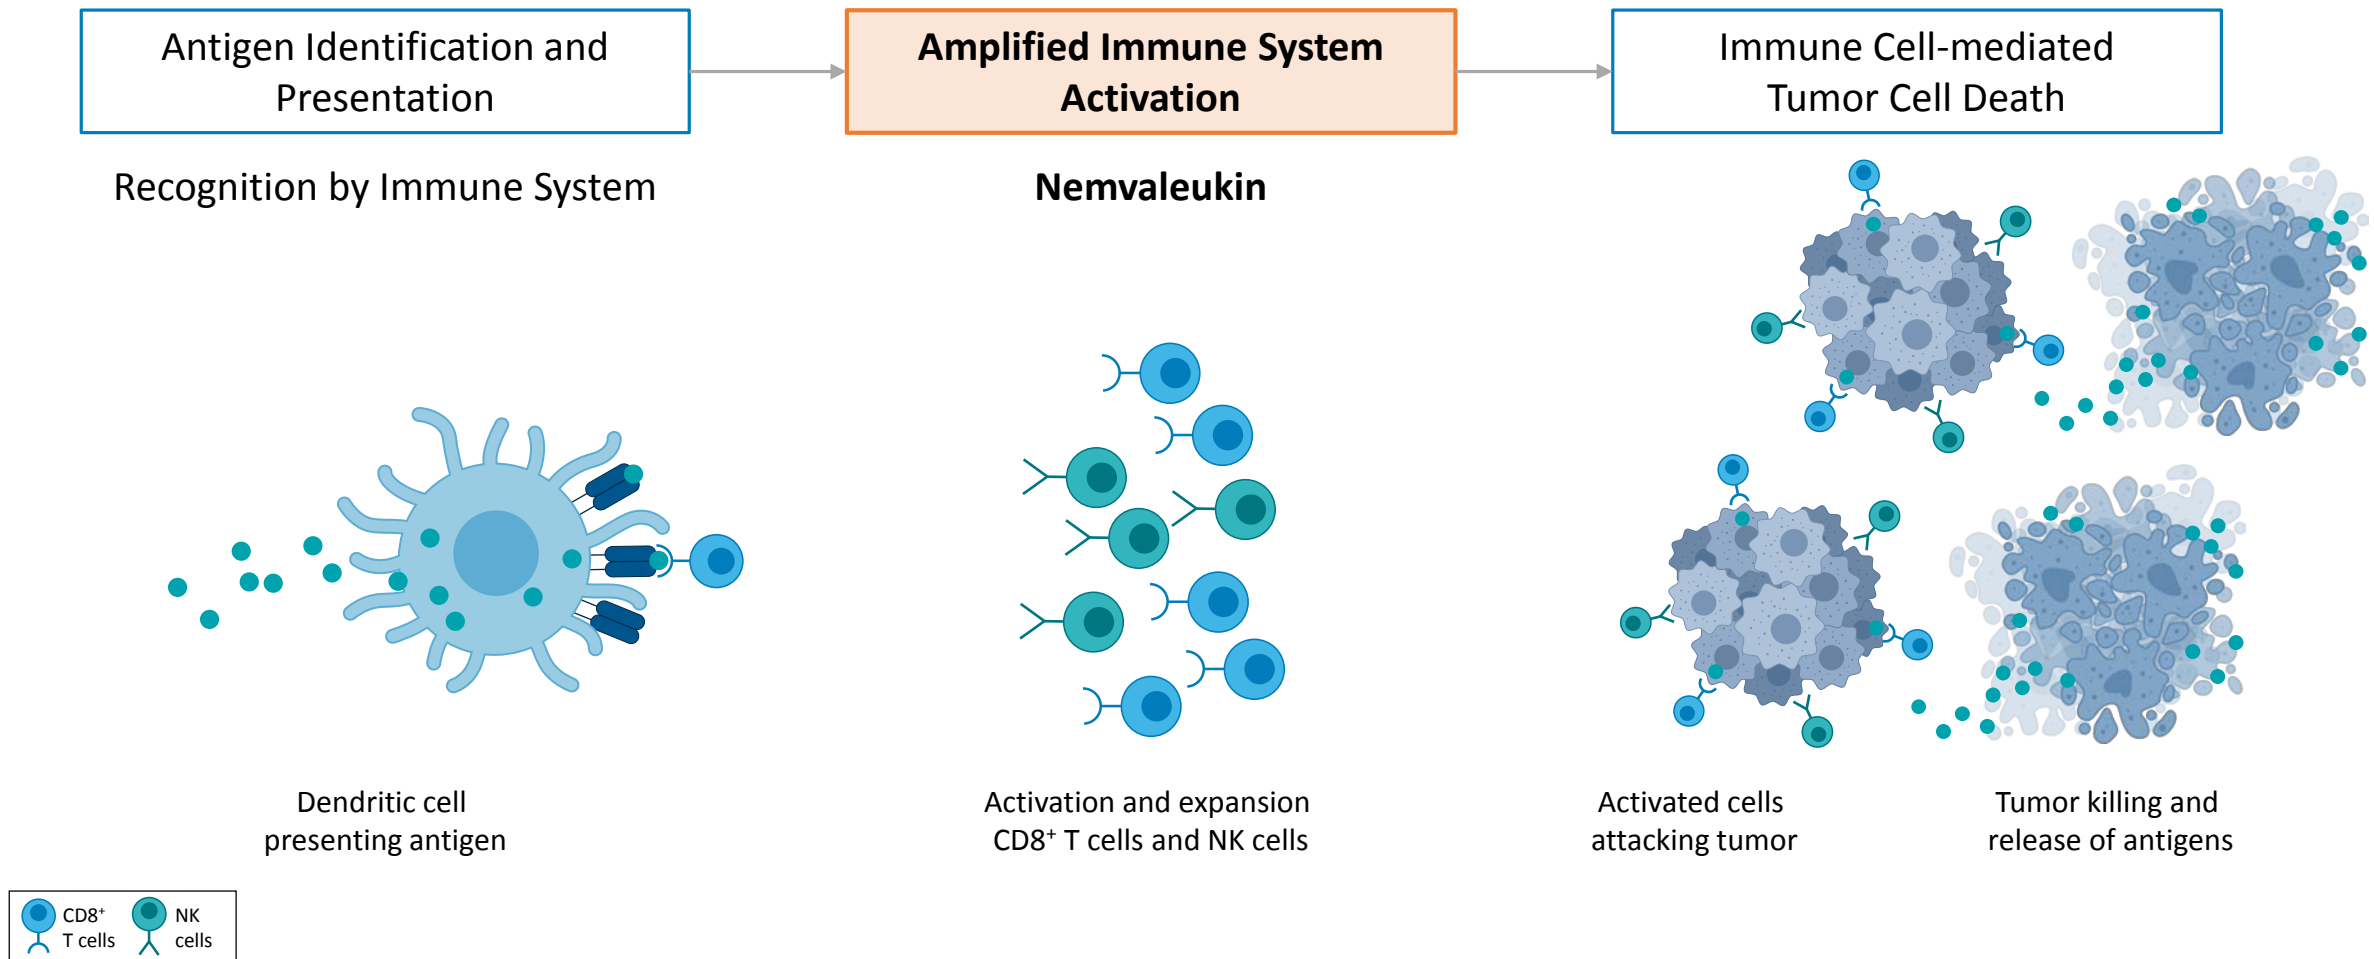 Antigen Identification and
Presentation
Amplified Immune System
Activation
Immune Cell-mediated
Tumor Cell Death
Recognition by Immune System
Nemvaleukin
Dendritic cell
presenting antigen
Activation and expansion
CD8⁺ T cells and NK cells
Activated cells
attacking tumor
Tumor killing and
release of antigens
CD8⁺
T cells
NK
cells